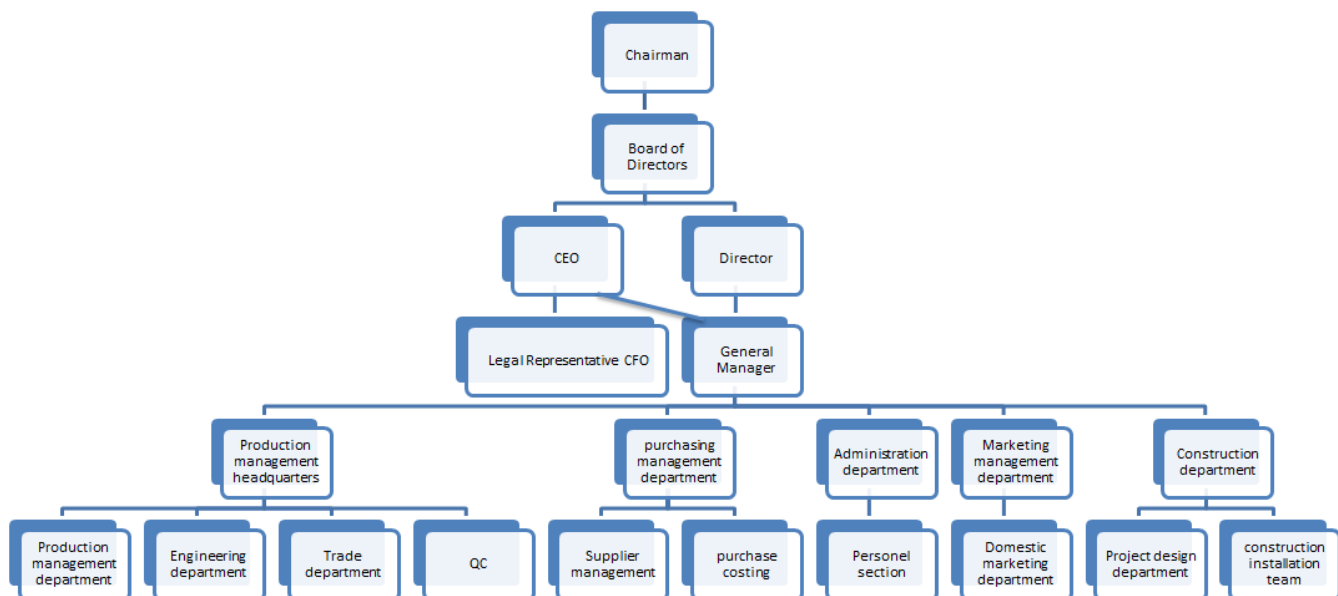 Chairman
Board of
Directors
CEO
Director
Legal Representative CFO
General
Manager
Production
management
headquarters
purchasing
management
department
Administration
department
Marketing
management
department
Construction
department
Production
management
department
Engineering
department
Trade
department
QC
Supplier
management
purchase
costing
Personel
section
Domestic
marketing
department
Project design
department
construction
installation
team